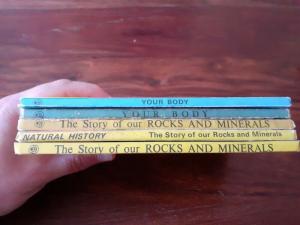 YOUR BODY
YOUR BODY
The Story of our ROCKS AND MINERALS
NATURAL HISTORY The Story of our Rocks and Minerals
The Story of our ROCKS AND MINERALS